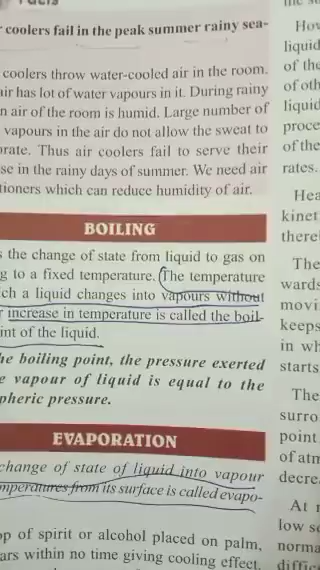 coolers fail in the peak summer rainy sea-
coolers throw water-cooled air in the room.
air has lot of water vapours in it. During rainy
n air of the room is humid. Large number of
vapours in the air do not allow the sweat to
orate. Thus air coolers fail to serve their
se in the rainy days of summer. We need air
tioners which can reduce humidity of air.
BOILING
s the change of state from liquid to gas on
g to a fixed temperature. The temperature
ch a liquid changes into vapours without
r increase in temperature is called the boil-
int of the liquid.
he boiling point, the pressure exerted
e vapour of liquid is equal to the
pheric pressure.
EVAPORATION
change of state of liquid into vapour
mperatures from its surface is called evapo-
op of spirit or alcohol placed on palm,
ars within no time giving cooling effect.
How
liquid
of the
of oth
liquid
proce
of the
rates.
Hea
kinet
there
The
wards
movi
keeps
in wh
starts
The
surro
point
of atm
decre
At
low
norma